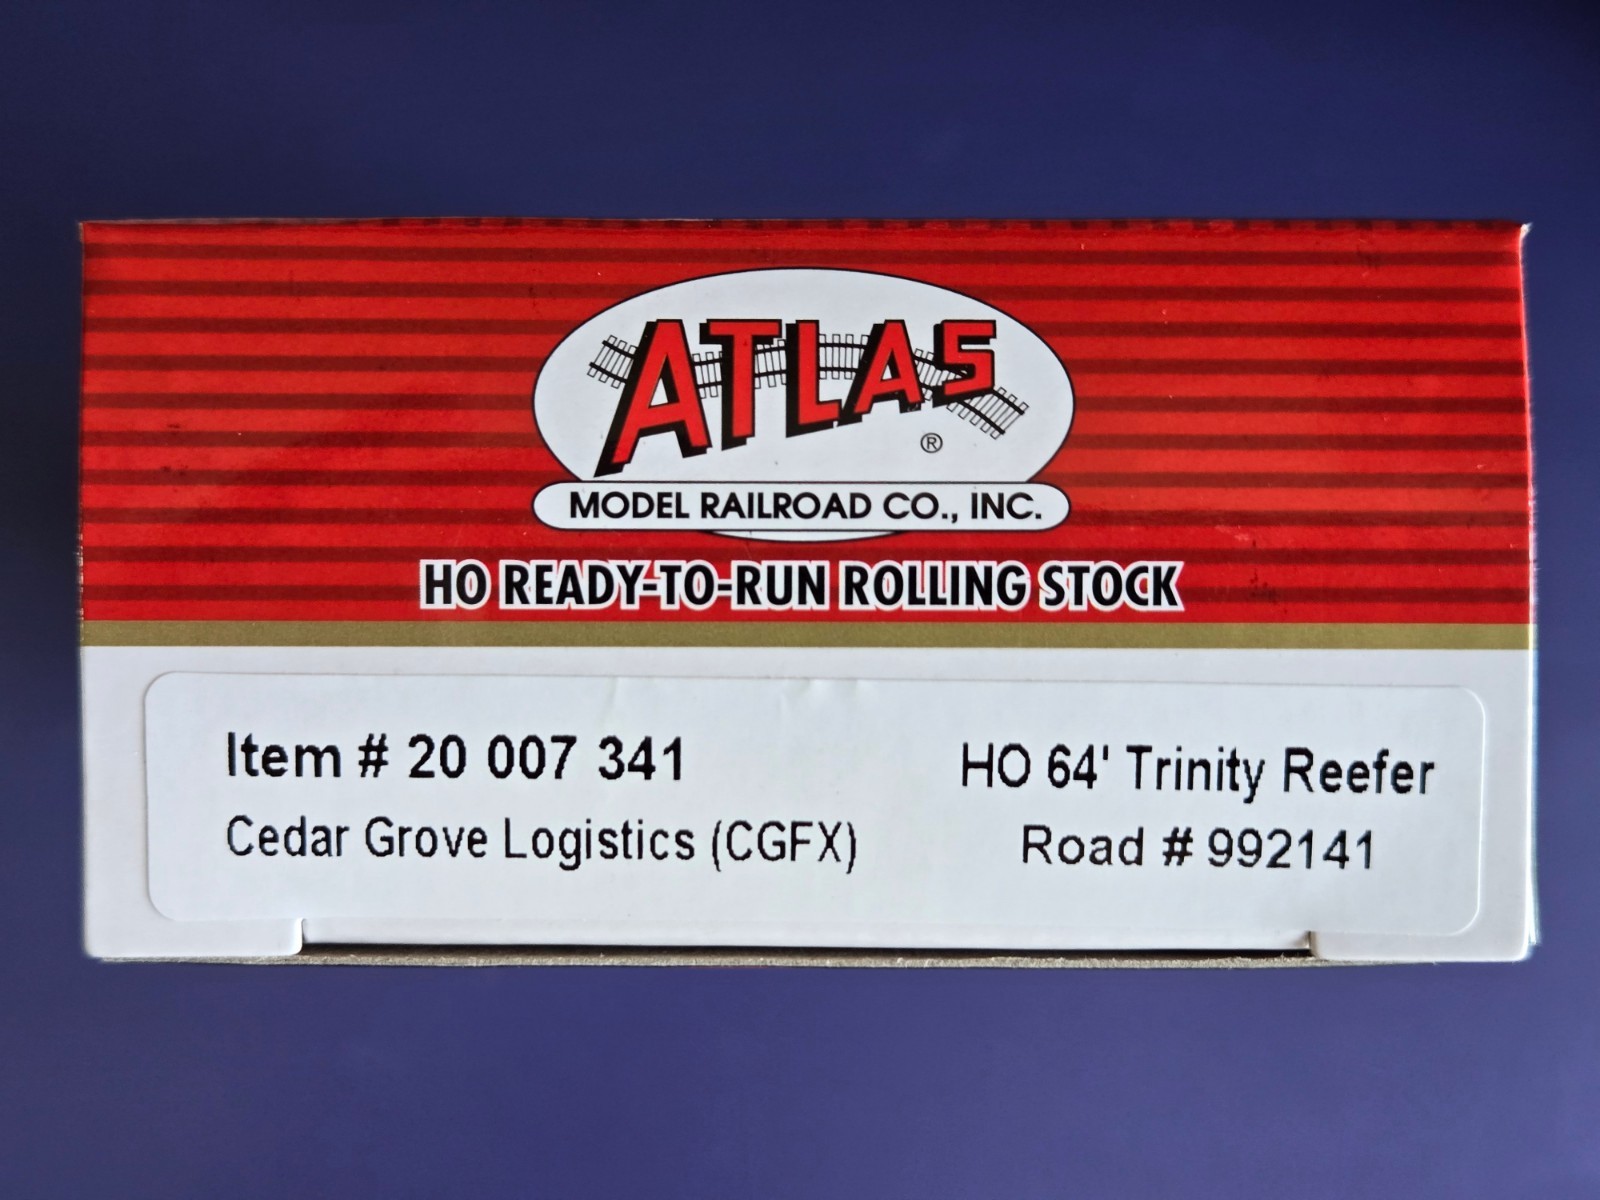 ATLAS
®
MODEL RAILROAD CO., INC.
HO READY-TO-RUN ROLLING STOCK
Item # 20 007 341
Cedar Grove Logistics (CGFX)
HO 64' Trinity Reefer
Road # 992141